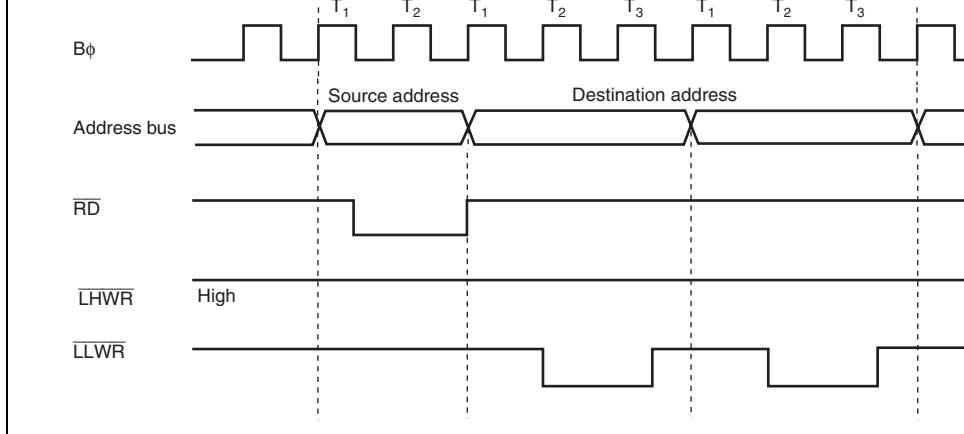 T1 T2 T1 T2 T3 T1 T2 T3
Bϕ
Source address Destination address
Address bus
RD
LHWR High
LLWR